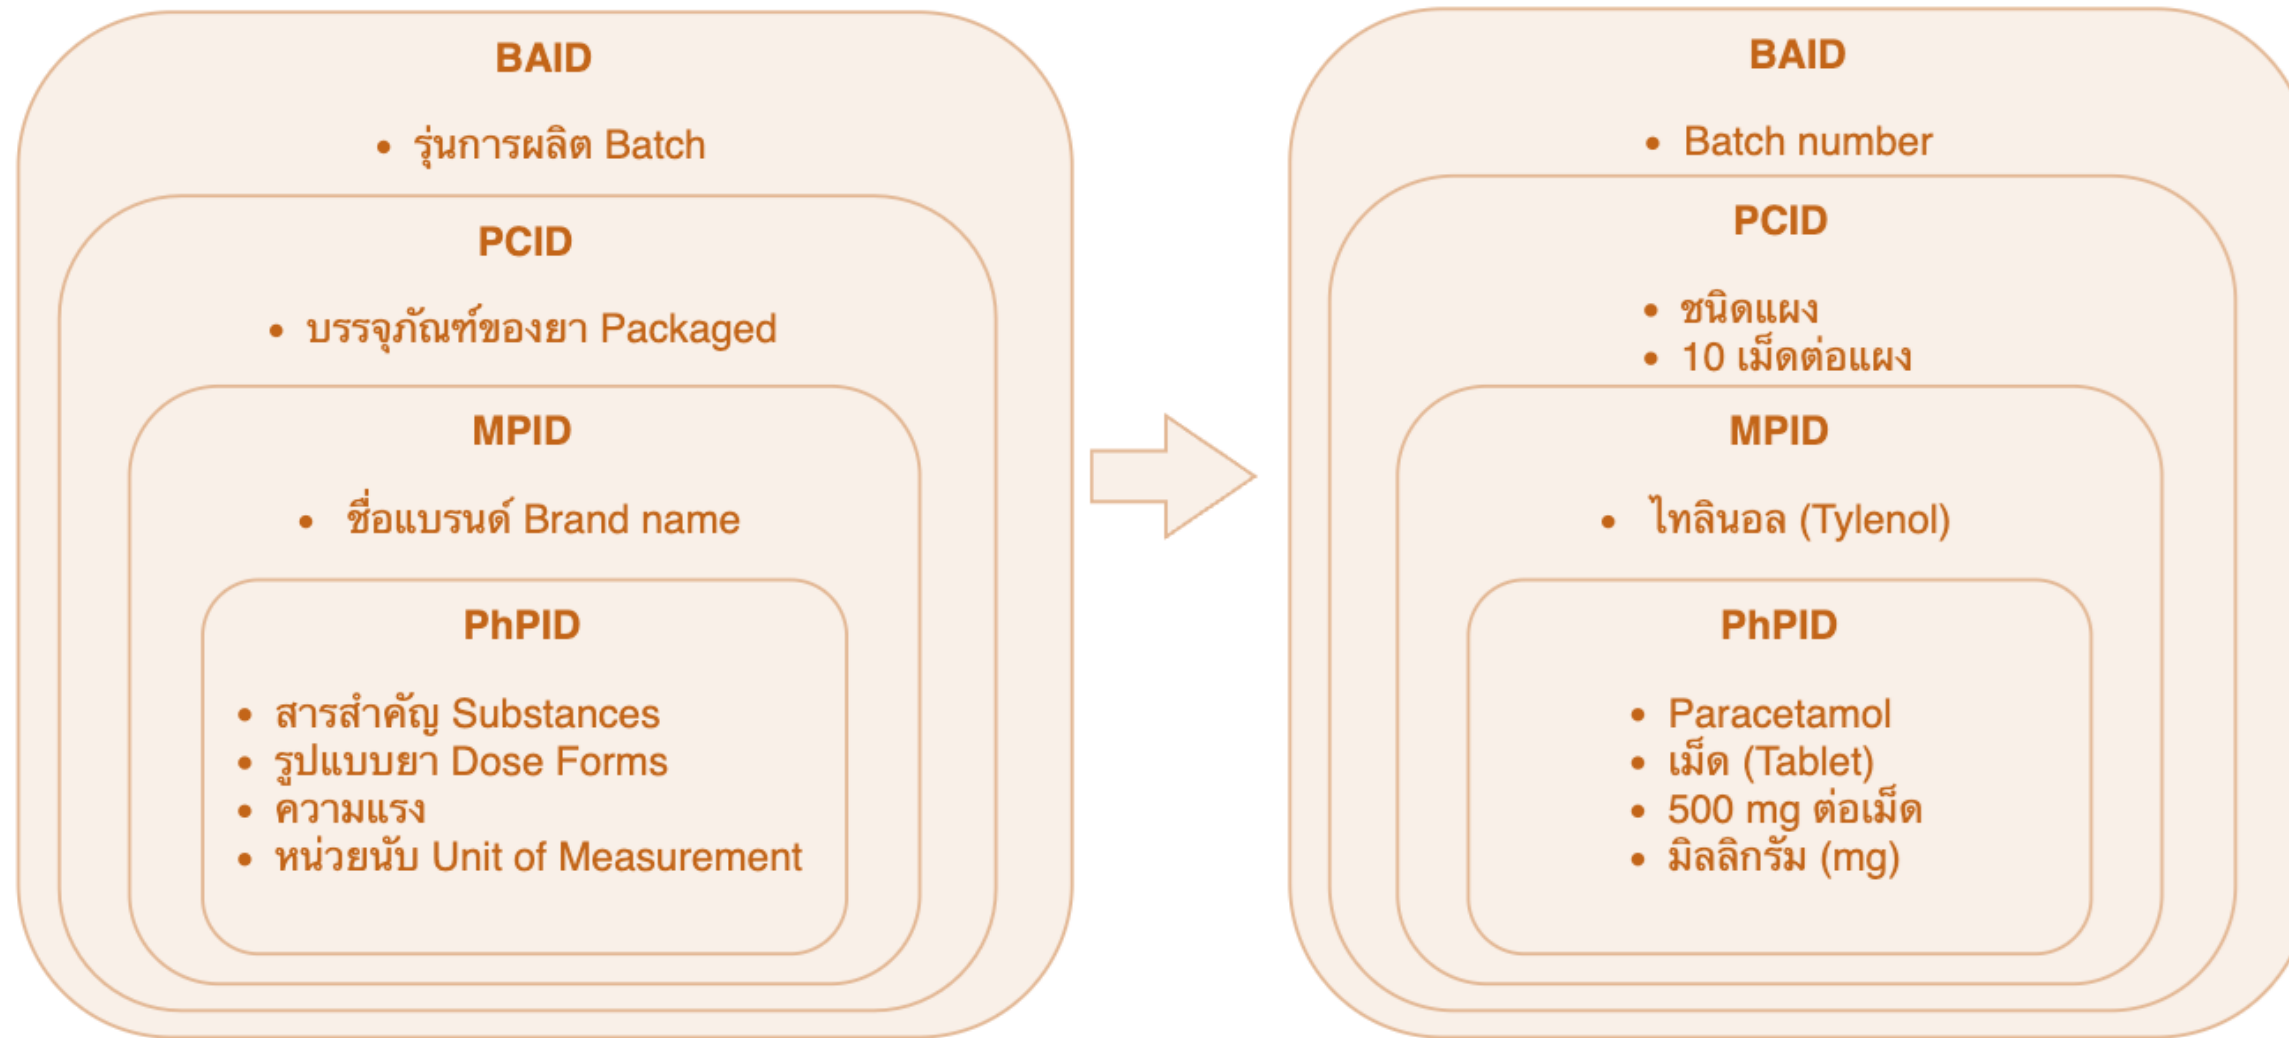 BAID
• รุ่นการผลิต Batch
PCID
• บรรจุภัณฑ์ของยา Packaged
MPID
• ชื่อแบรนด์ Brand name
PhPID
• สารสำคัญ Substances
• รูปแบบยา Dose Forms
• ความแรง
• หน่วยนับ Unit of Measurement
BAID
• Batch number
PCID
• ชนิดแผง
• 10 เม็ดต่อแผง
MPID
• ไทลินอล (Tylenol)
PhPID
• Paracetamol
• เม็ด (Tablet)
• 500 mg ต่อเม็ด
• มิลลิกรัม (mg)